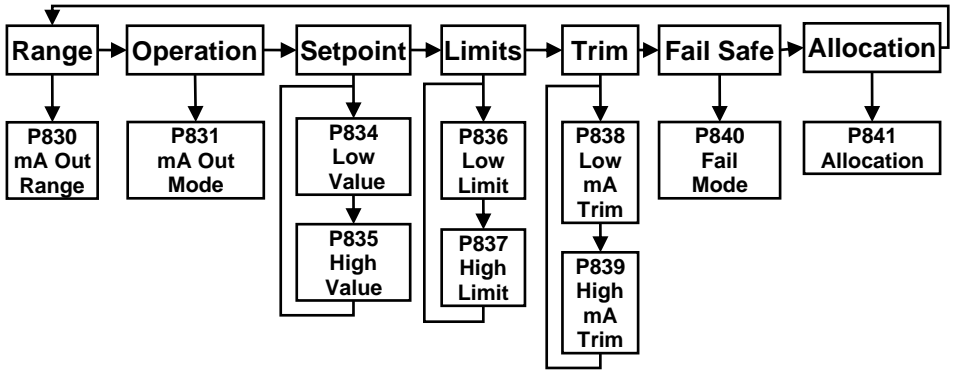 Range
Operation
Setpoint
Limits
Trim
Fail Safe
Allocation
P830
mA Out
Range
P831
mA Out
Mode
P834
Low
Value
P835
High
Value
P836
Low
Limit
P837
High
Limit
P838
Low
mA
Trim
P839
High
mA
Trim
P840
Fail
Mode
P841
Allocation